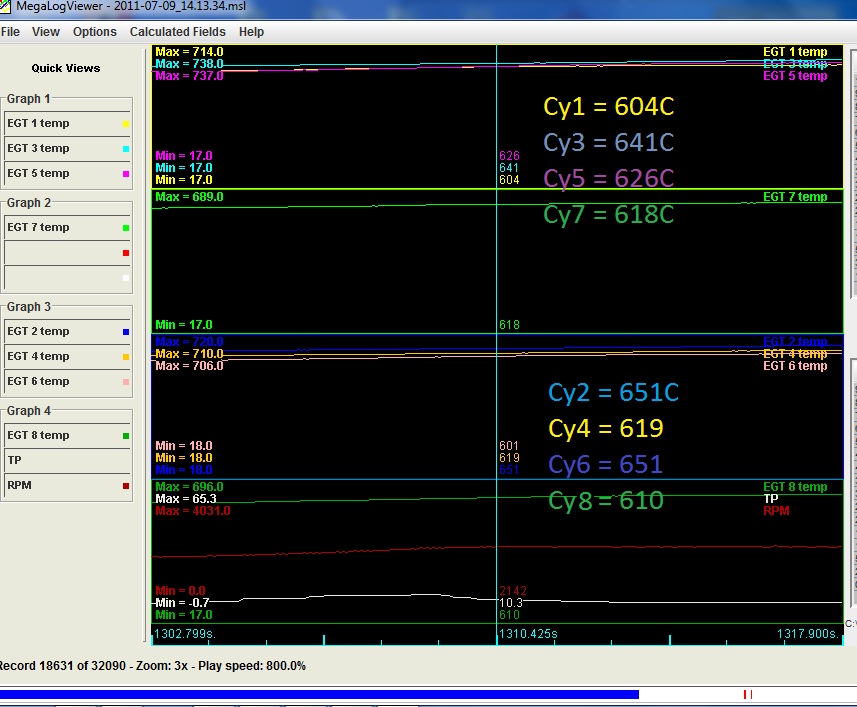 MegaLogViewer - 2011-07-09_14.13.34.msl
File View Options Calculated Fields Help
Quick Views
Graph 1
EGT 1 temp
EGT 3 temp
EGT 5 temp
Graph 2
EGT 7 temp
Graph 3
EGT 2 temp
EGT 4 temp
EGT 6 temp
Graph 4
EGT 8 temp
TP
RPM
Max = 714.0 EGT 1 temp
Max = 738.0 EGT 3 temp
Max = 737.0 EGT 5 temp
Cy1 = 604C
Cy3 = 641C
Min = 17.0 626
Min = 17.0 641
Min = 17.0 604
Cy5 = 626C
Max = 689.0 EGT 7 temp
Cy7 = 618C
Min = 17.0 618
Max = 720.0 EGT 2 temp
Max = 710.0 EGT 4 temp
Max = 706.0 EGT 6 temp
Cy2 = 651C
Cy4 = 619
Min = 18.0 601
Min = 18.0 619
Min = 18.0 651
Cy6 = 651
Max = 696.0 EGT 8 temp
Max = 65.3 TP
Max = 4031.0 RPM
Cy8 = 610
Min = 0.0 2142
Min = -0.7 10.3
Min = 17.0 610
1302.799s. 1310.425s 1317.900s.
Record 18631 of 32090 - Zoom: 3x - Play speed: 800.0%